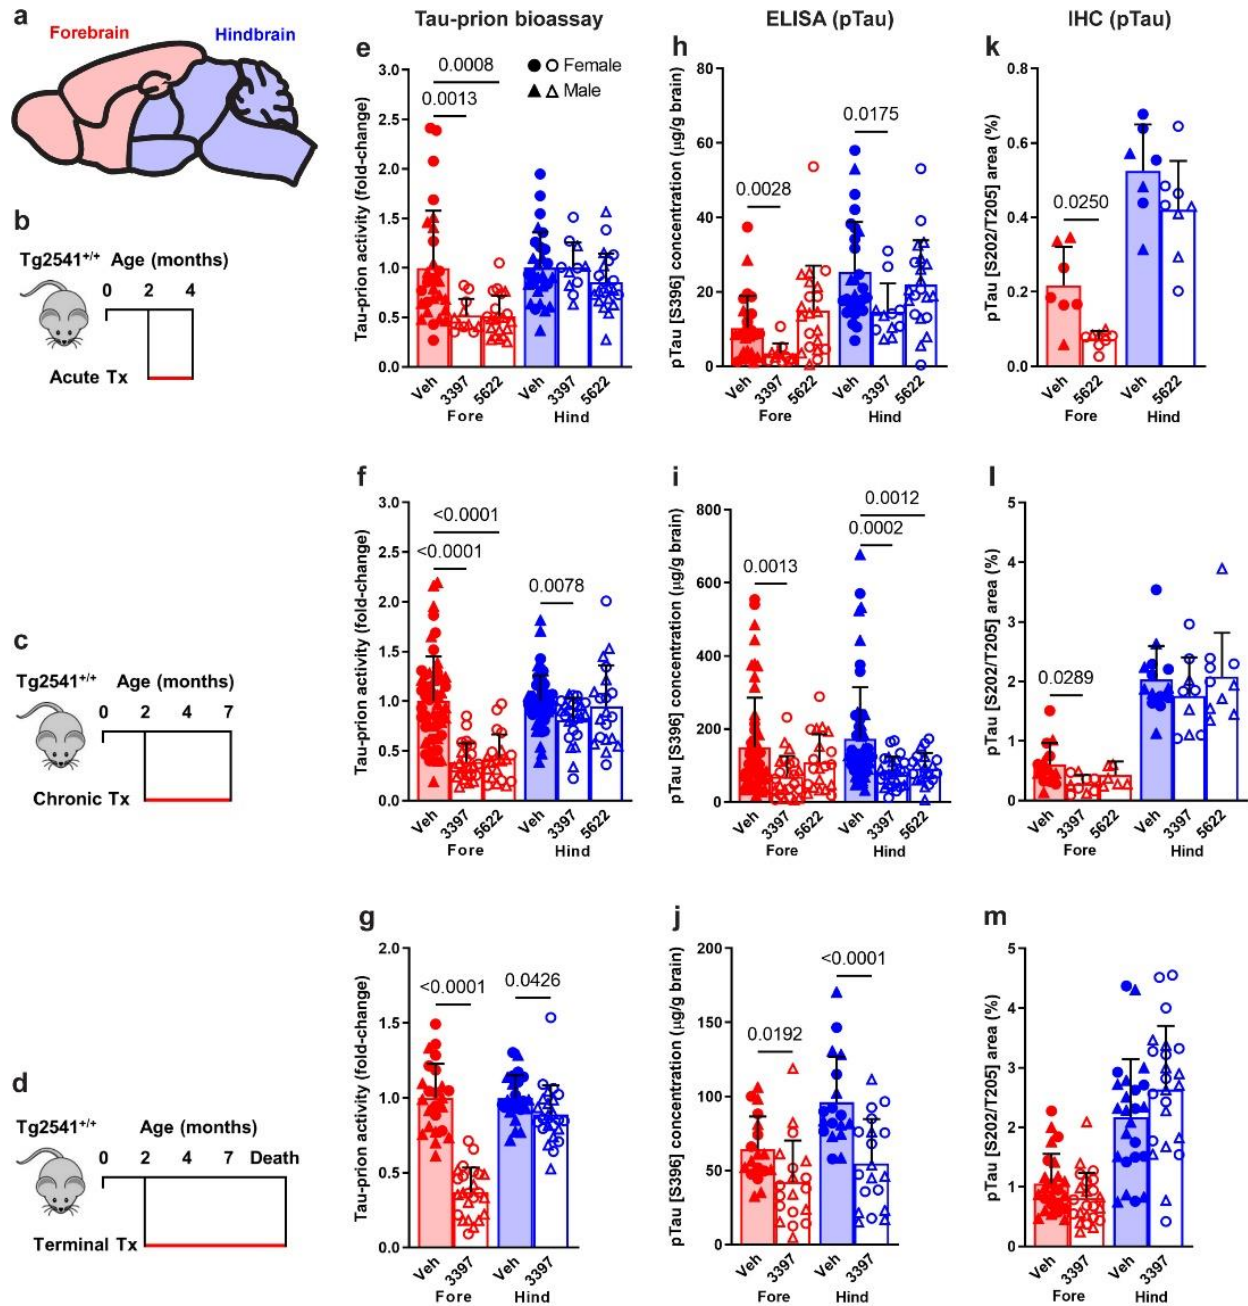 a
Forebrain
Hindbrain
b
Tg2541+/+ Age (months)
0 2 4
Acute Tx
c
Tg2541+/+ Age (months)
0 2 4 7
Chronic Tx
d
Tg2541+/+ Age (months)
0 2 4 7 Death
Terminal Tx
Tau-prion bioassay
e
Tau-prion activity (fold-change)
3.0
2.5
2.0
1.5
1.0
0.5
0.0
0.0008
0.0013
Female
Male
Veh 3397 5622 Veh 3397 5622
Fore Hind
f
Tau-prion activity (fold-change)
3.0
2.5
2.0
1.5
1.0
0.5
0.0
<0.0001
<0.0001
0.0078
Veh 3397 5622 Veh 3397 5622
Fore Hind
g
Tau-prion activity (fold-change)
2.0
1.5
1.0
0.5
0.0
<0.0001
0.0426
Veh 3397 Veh 3397
Fore Hind
ELISA (pTau)
h
pTau [S396] concentration (µg/g brain)
80
60
40
20
0
0.0028
0.0175
Veh 3397 5622 Veh 3397 5622
Fore Hind
i
pTau [S396] concentration (µg/g brain)
800
600
400
200
0
0.0013
0.0012
0.0002
Veh 3397 5622 Veh 3397 5622
Fore Hind
j
pTau [S396] concentration (µg/g brain)
200
150
100
50
0
0.0192
<0.0001
Veh 3397 Veh 3397
Fore Hind
IHC (pTau)
k
pTau [S202/T205] area (%)
0.8
0.6
0.4
0.2
0.0
0.0250
Veh 5622 Veh 5622
Fore Hind
l
pTau [S202/T205] area (%)
5
4
3
2
1
0
0.0289
Veh 3397 5622 Veh 3397 5622
Fore Hind
m
pTau [S202/T205] area (%)
5
4
3
2
1
0
Veh 3397 Veh 3397
Fore Hind